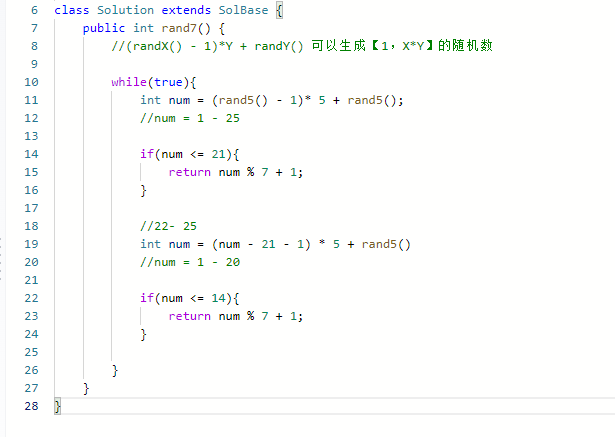 6 class Solution extends SolBase {
7 public int rand7() {
8 //(randX() - 1)*Y + randY() 可以生成【1, X*Y】的随机数
9
10 while(true){
11 int num = (rand5() - 1)* 5 + rand5();
12 //num = 1 - 25
13
14 if(num <= 21){
15 return num % 7 + 1;
16 }
17
18 //22- 25
19 int num = (num - 21 - 1) * 5 + rand5()
20 //num = 1 - 20
21
22 if(num <= 14){
23 return num % 7 + 1;
24 }
25
26 }
27 }
28 }